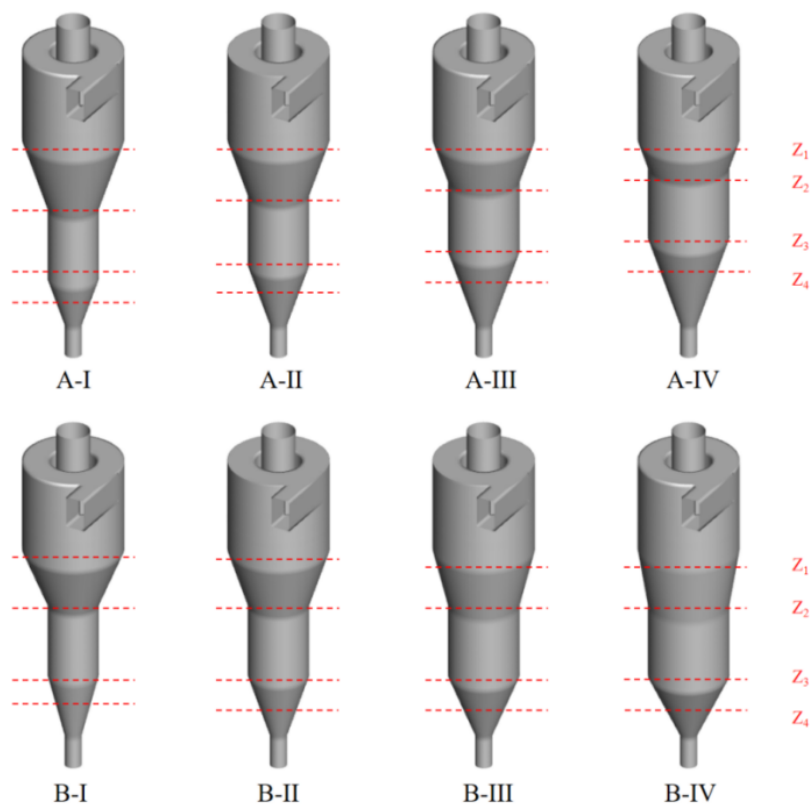 Z₁
Z₂
Z₃
Z₄
A-I A-II A-III A-IV
Z₁
Z₂
Z₃
Z₄
B-I B-II B-III B-IV